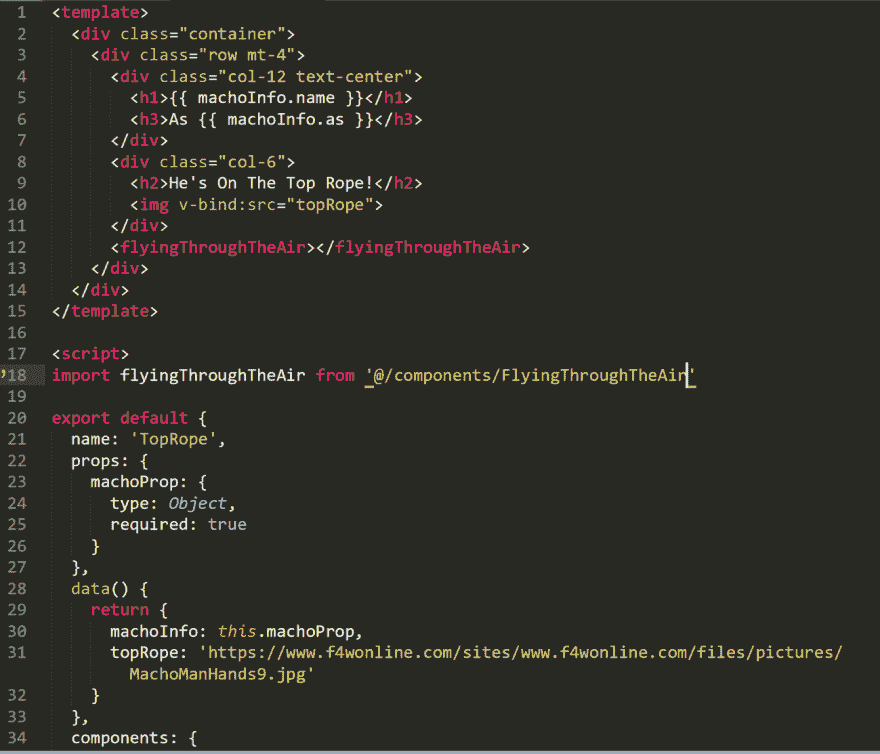 1 <template>
2   <div class="container">
3     <div class="row mt-4">
4       <div class="col-12 text-center">
5         <h1>{{ machoInfo.name }}</h1>
6         <h3>As {{ machoInfo.as }}</h3>
7       </div>
8       <div class="col-6">
9         <h2>He's On The Top Rope!</h2>
10         <img v-bind:src="topRope">
11       </div>
12       <flyingThroughTheAir></flyingThroughTheAir>
13     </div>
14   </div>
15 </template>
16
17 <script>
18 import flyingThroughTheAir from '@/components/FlyingThroughTheAir'
19
20 export default {
21   name: 'TopRope',
22   props: {
23     machoProp: {
24       type: Object,
25       required: true
26     }
27   },
28   data() {
29     return {
30       machoInfo: this.machoProp,
31       topRope: 'https://www.f4wonline.com/sites/www.f4wonline.com/files/pictures/
MachoManHands9.jpg'
32     }
33   },
34   components: {